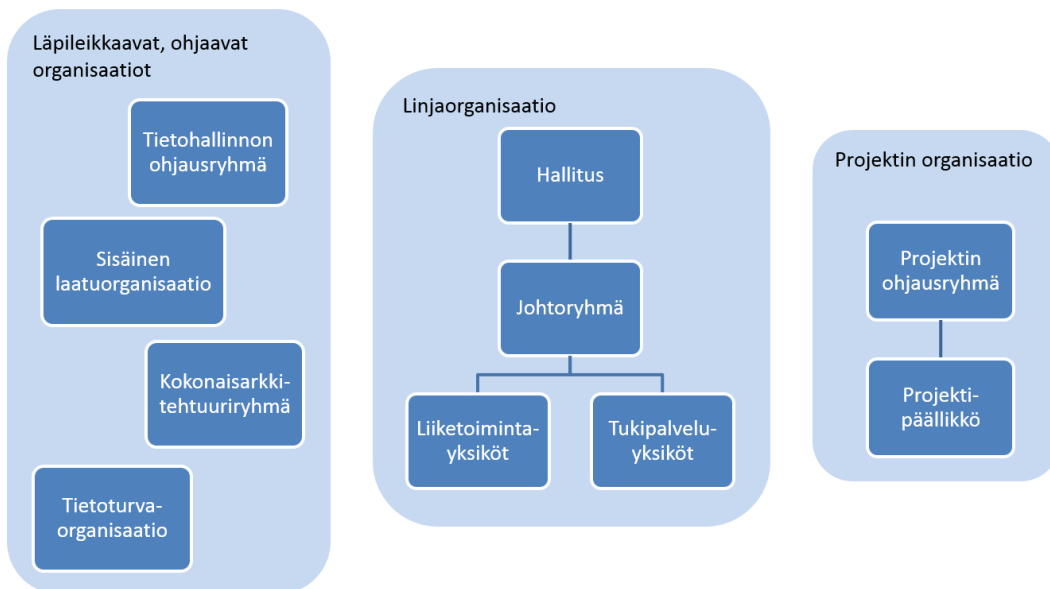 Läpileikkaavat, ohjaavat
organisaatiot
Tietohallinnon
ohjausryhmä
Sisäinen
laatuorganisaatio
Kokonaisarkki-
tehtuuriryhmä
Tietoturva-
organisaatio
Linjaorganisaatio
Hallitus
Johtoryhmä
Liiketoiminta-
yksiköt
Tukipalvelu-
yksiköt
Projektin organisaatio
Projektin
ohjausryhmä
Projekti-
päällikkö